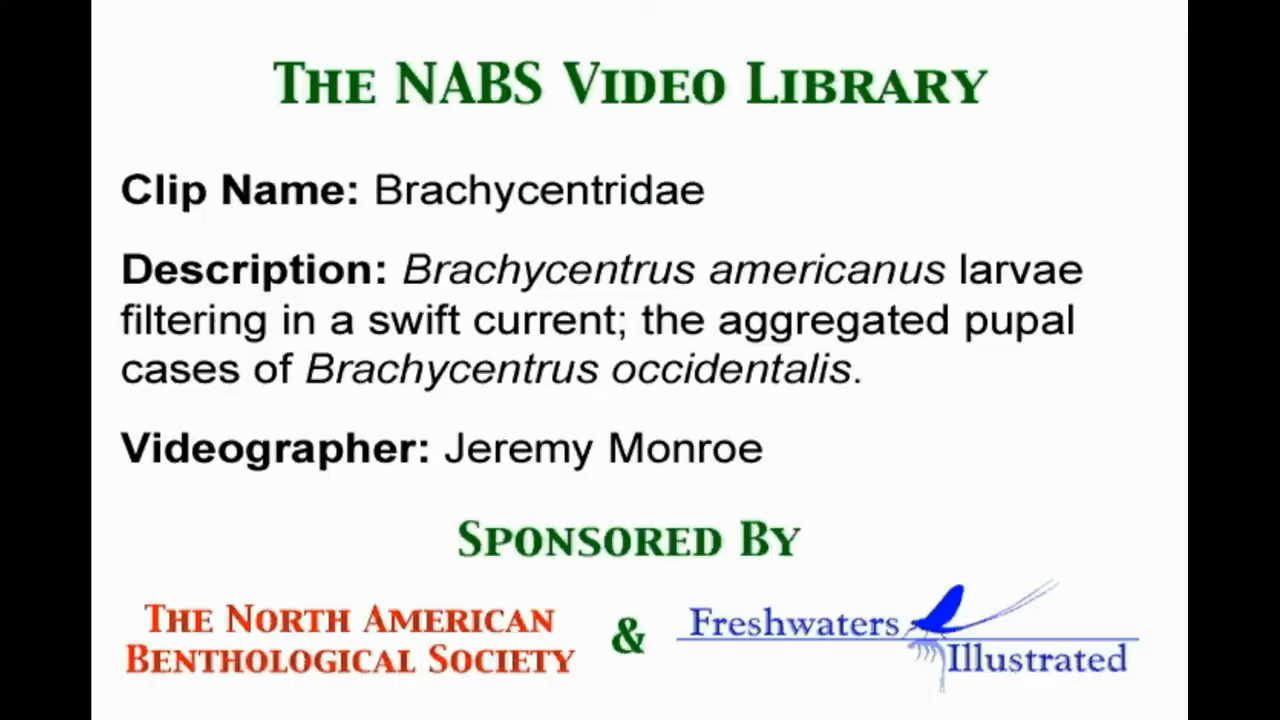 THE NABS VIDEO LIBRARY
Clip Name: Brachycentridae
Description: Brachycentrus americanus larvae
filtering in a swift current; the aggregated pupal
cases of Brachycentrus occidentalis.
Videographer: Jeremy Monroe
SPONSORED BY
THE NORTH AMERICAN
BENTHOLOGICAL SOCIETY
&
Freshwaters
Illustrated